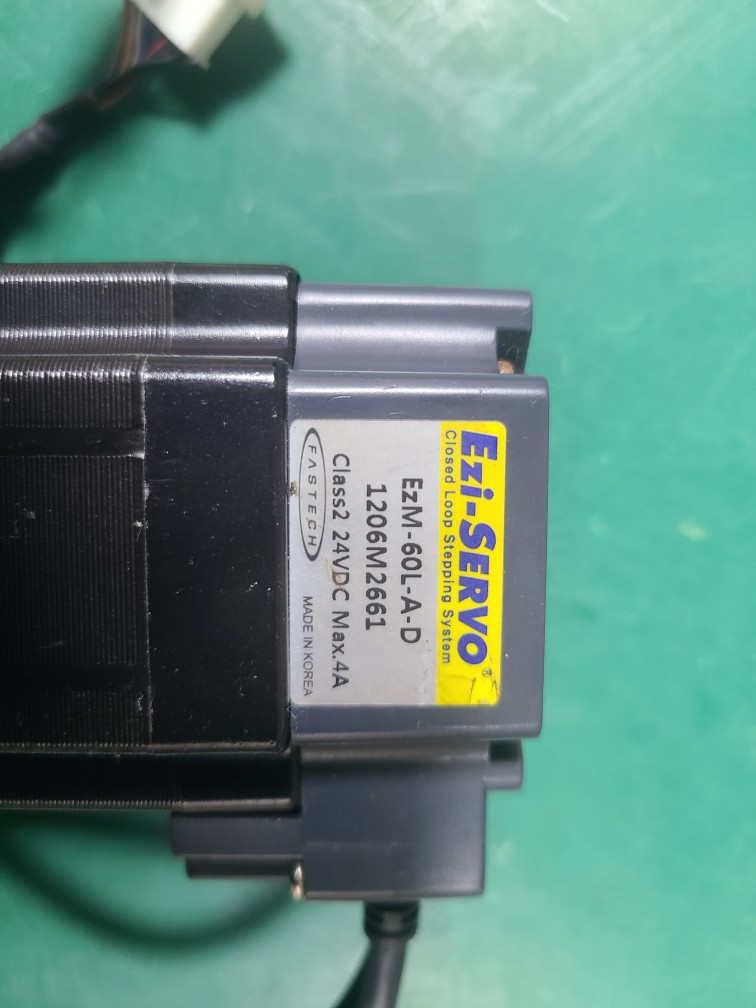 Ezi-SERVO®
Closed Loop Stepping System
EzM-60L-A-D
1206M2661
Class2 24VDC Max.4A
FASTECH
MADE IN KOREA